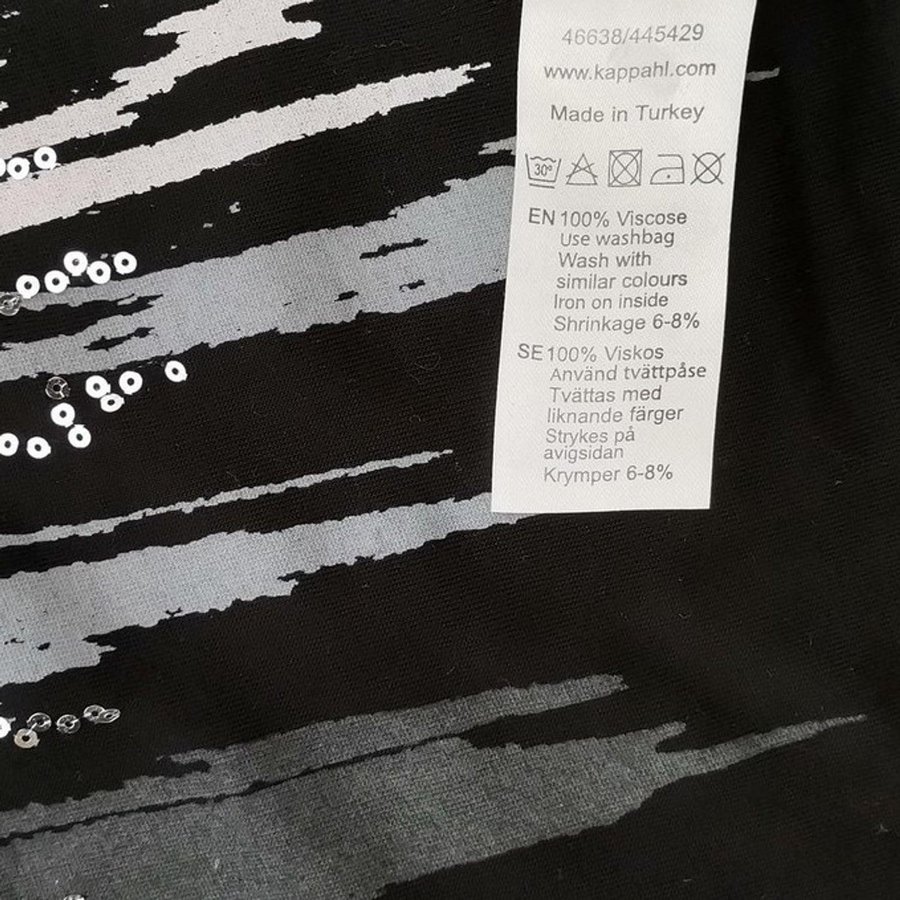 46638/445429
www.kappahl.com
Made in Turkey
30°
EN 100% Viscose
Use washbag
Wash with
similar colours
Iron on inside
Shrinkage 6-8%
SE 100% Viskos
Använd tvättpåse
Tvättas med
liknande färger
Strykes på
avigsidan
Krymper 6-8%